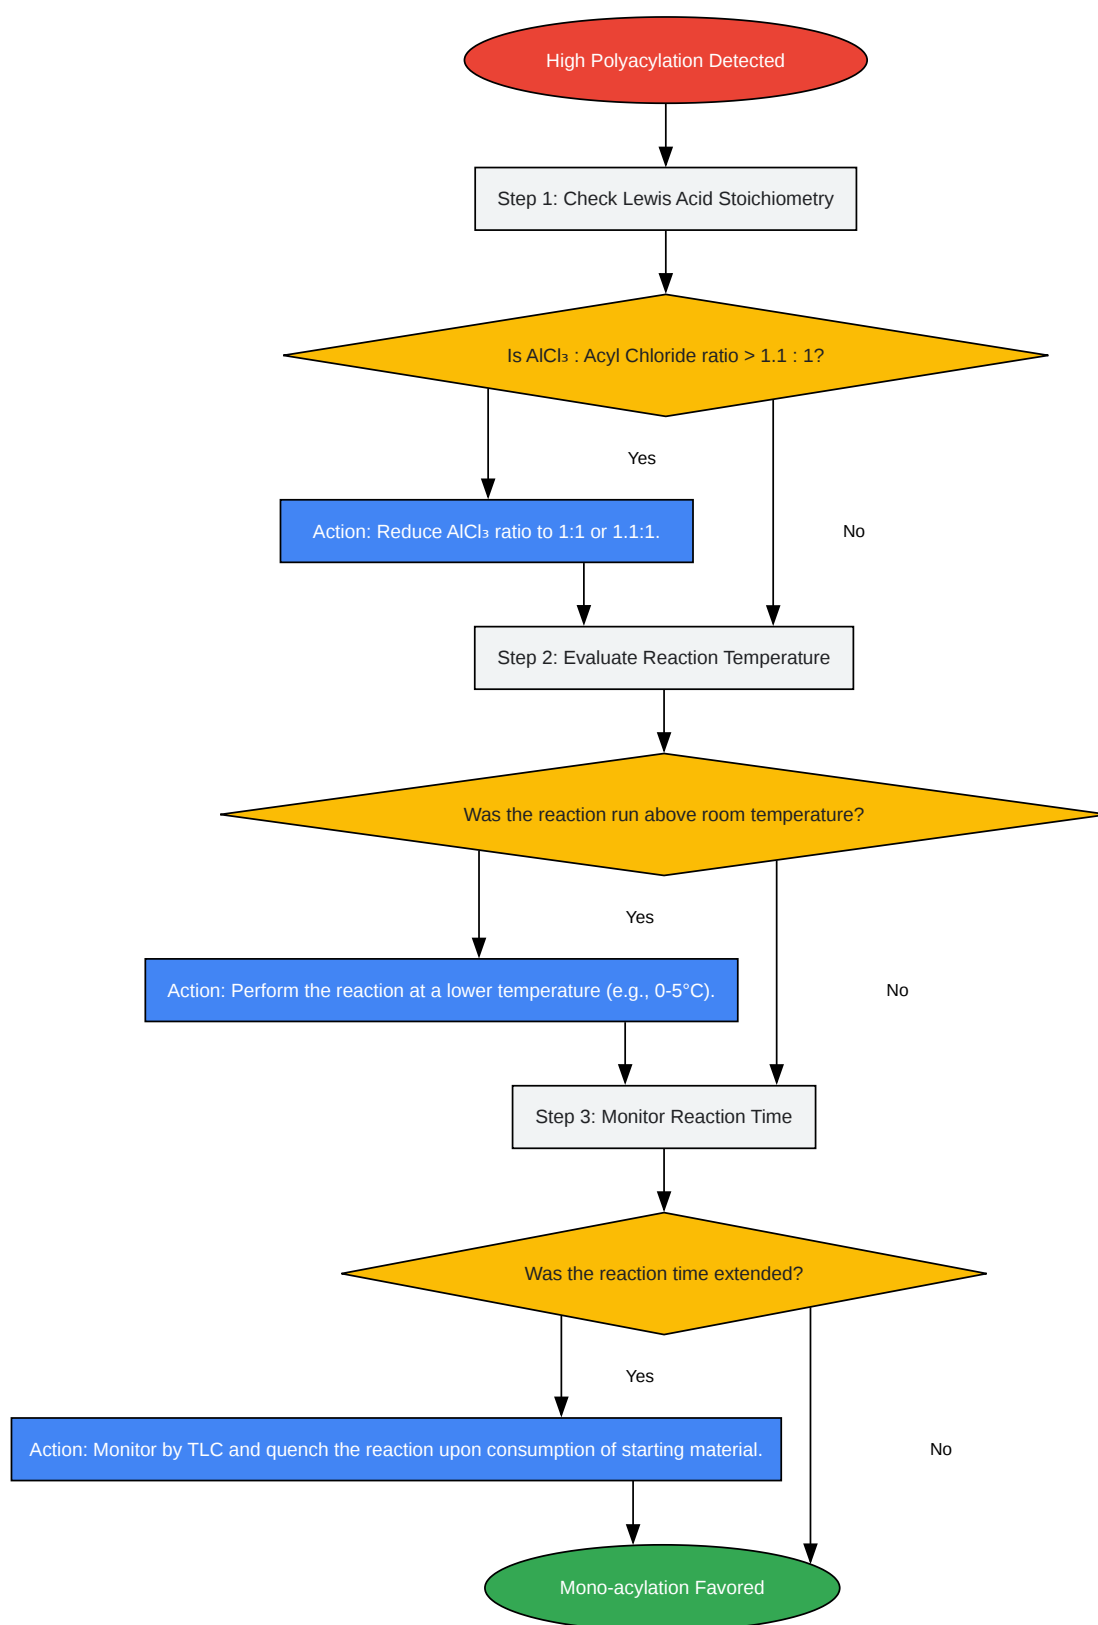 High Polyacylation Detected
Step 1: Check Lewis Acid Stoichiometry
Is AlCl₃ : Acyl Chloride ratio > 1.1 : 1?
Yes
Action: Reduce AlCl₃ ratio to 1:1 or 1.1:1.
No
Step 2: Evaluate Reaction Temperature
Was the reaction run above room temperature?
Yes
Action: Perform the reaction at a lower temperature (e.g., 0-5°C).
No
Step 3: Monitor Reaction Time
Was the reaction time extended?
Yes
Action: Monitor by TLC and quench the reaction upon consumption of starting material.
No
Mono-acylation Favored